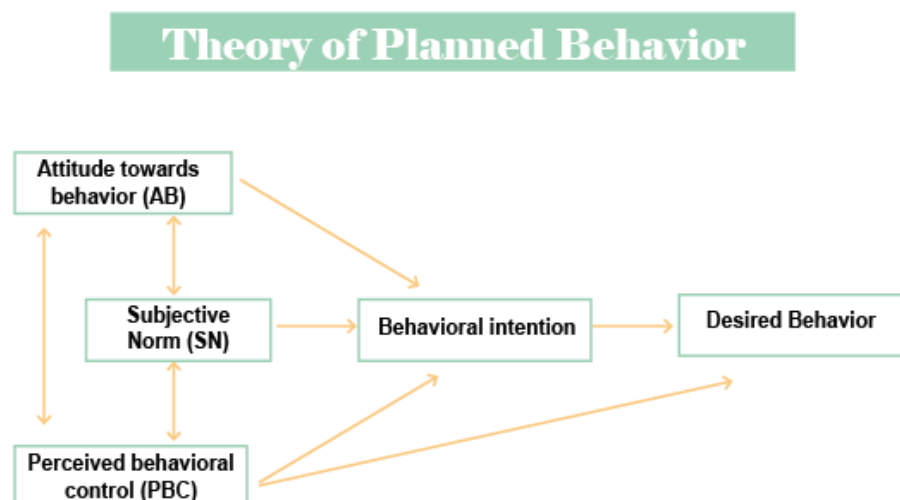 Theory of Planned Behavior
Attitude towards
behavior (AB)
Subjective
Norm (SN)
Behavioral intention
Desired Behavior
Perceived behavioral
control (PBC)